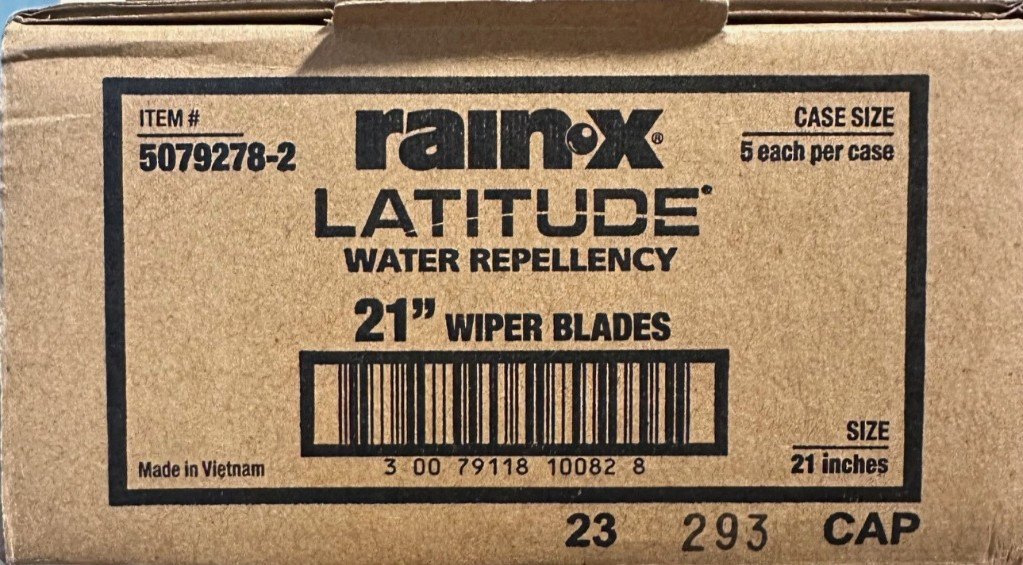 ITEM #
5079278-2
rain·x®
LATITUDE®
WATER REPELLENCY
CASE SIZE
5 each per case
21” WIPER BLADES
3 00 79118 10082 8
Made in Vietnam
SIZE
21 inches
23 293 CAP